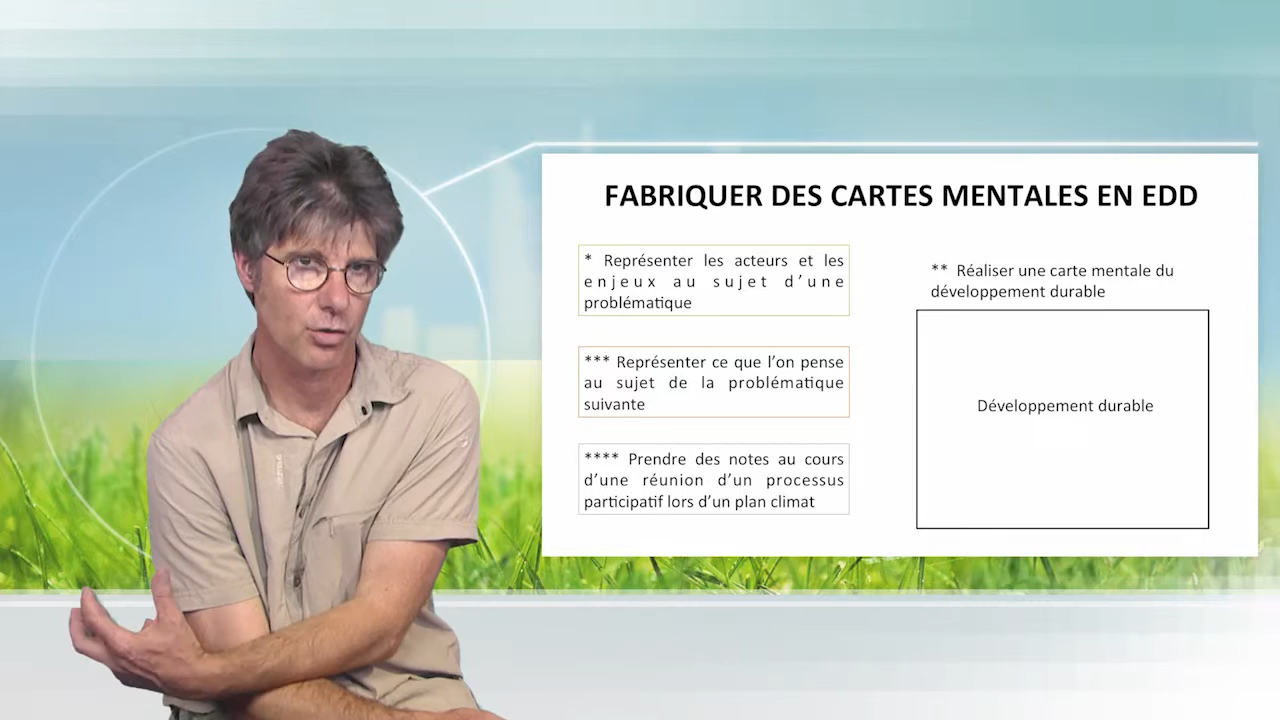 FABRIQUER DES CARTES MENTALES EN EDD
* Représenter les acteurs et les
enjeux au sujet d'une
problématique
** Réaliser une carte mentale du
développement durable
*** Représenter ce que l'on pense
au sujet de la problématique
suivante
Développement durable
**** Prendre des notes au cours
d'une réunion d'un processus
participatif lors d'un plan climat